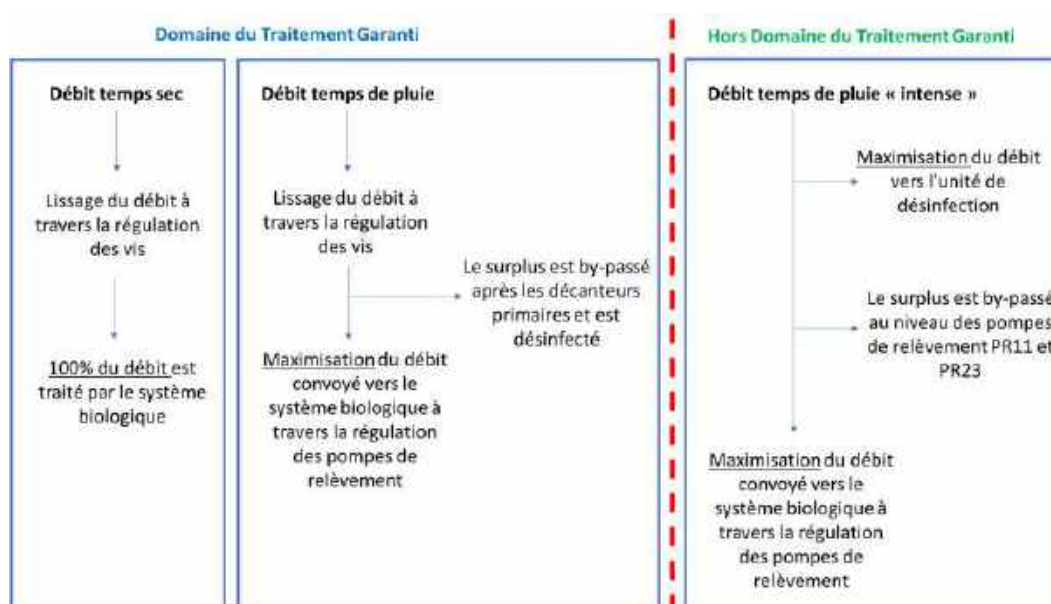 Domaine du Traitement Garanti
Débit temps sec
Lissage du débit à
travers la régulation
des vis
100% du débit est
traité par le système
biologique
Débit temps de pluie
Lissage du débit à
travers la régulation
des vis
Le surplus est by-passé
après les décanteurs
primaires et est
désinfecté
Maximisation du débit
convoyé vers le
système biologique à
travers la régulation
des pompes de
relèvement
Hors Domaine du Traitement Garanti
Débit temps de pluie « intense »
Maximisation du débit
vers l'unité de
désinfection
Le surplus est by-passé
au niveau des pompes
de relèvement PR11 et
PR23
Maximisation du débit
convoyé vers le
système biologique à
travers la régulation
des pompes de
relèvement